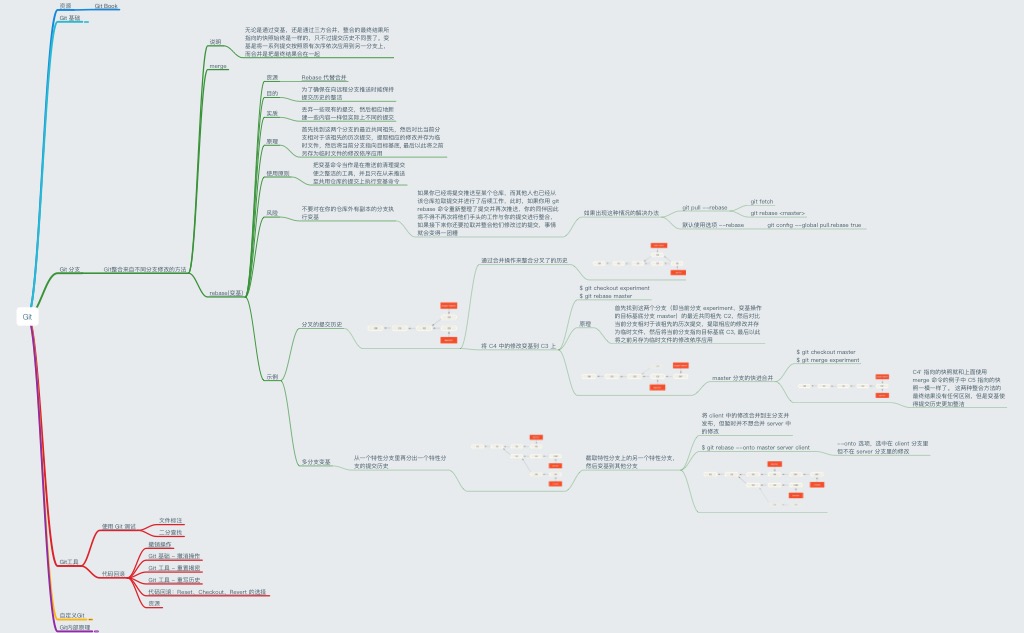 资源
Git Book
Git 基础
Git
Git 分支
Git整合来自不同分支修改的方法
说明
无论是通过变基，还是通过三方合并，整合的最终结果所
指向的快照始终是一样的，只不过提交历史不同罢了。变
基是将一系列提交按照原有次序依次应用到另一分支上，
而合并是把最终结果合在一起
merge
rebase(变基)
资源
Rebase 代替合并
目的
为了确保在向远程分支推送时能保持
提交历史的整洁
实质
丢弃一些现有的提交，然后相应地新
建一些内容一样但实际上不同的提交
原理
首先找到这两个分支的最近共同祖先，然后对比当前分
支相对于该祖先的历次提交，提取相应的修改并存为临
时文件，然后将当前分支指向目标基底, 最后以此将之前
另存为临时文件的修改依序应用
使用原则
把变基命令当作是在推送前清理提交
使之整洁的工具，并且只在从未推送
至共用仓库的提交上执行变基命令
风险
不要对在你的仓库外有副本的分支执
行变基
如果你已经将提交推送至某个仓库，而其他人也已经从
该仓库拉取提交并进行了后续工作，此时，如果你用 git
rebase 命令重新整理了提交并再次推送，你的同伴因此
将不得不再次将他们手头的工作与你的提交进行整合，
如果接下来你还要拉取并整合他们修改过的提交，事情
就会变得一团糟
如果出现这种情况的解决办法
git pull --rebase
git fetch
git rebase <master>
默认使用选项 --rebase
git config --global pull.rebase true
示例
分叉的提交历史
通过合并操作来整合分叉了的历史
将 C4 中的修改变基到 C3 上
$ git checkout experiment
$ git rebase master
原理
首先找到这两个分支（即当前分支 experiment、变基操作
的目标基底分支 master）的最近共同祖先 C2，然后对比
当前分支相对于该祖先的历次提交，提取相应的修改并存
为临时文件，然后将当前分支指向目标基底 C3, 最后以此
将之前另存为临时文件的修改依序应用
master 分支的快进合并
$ git checkout master
$ git merge experiment
C4' 指向的快照就和上面使用
merge 命令的例子中 C5 指向的快
照一模一样了。 这两种整合方法的
最终结果没有任何区别，但是变基使
得提交历史更加整洁
多分支变基
从一个特性分支里再分出一个特性分
支的提交历史
截取特性分支上的另一个特性分支，
然后变基到其他分支
将 client 中的修改合并到主分支并
发布，但暂时并不想合并 server 中
的修改
$ git rebase --onto master server client
--onto 选项，选中在 client 分支里
但不在 server 分支里的修改
Git工具
使用 Git 调试
文件标注
二分查找
代码回滚
撤销操作
Git 基础 - 撤消操作
Git 工具 - 重置揭密
Git 工具 - 重写历史
代码回滚：Reset、Checkout、Revert 的选择
资源
自定义Git
Git内部原理